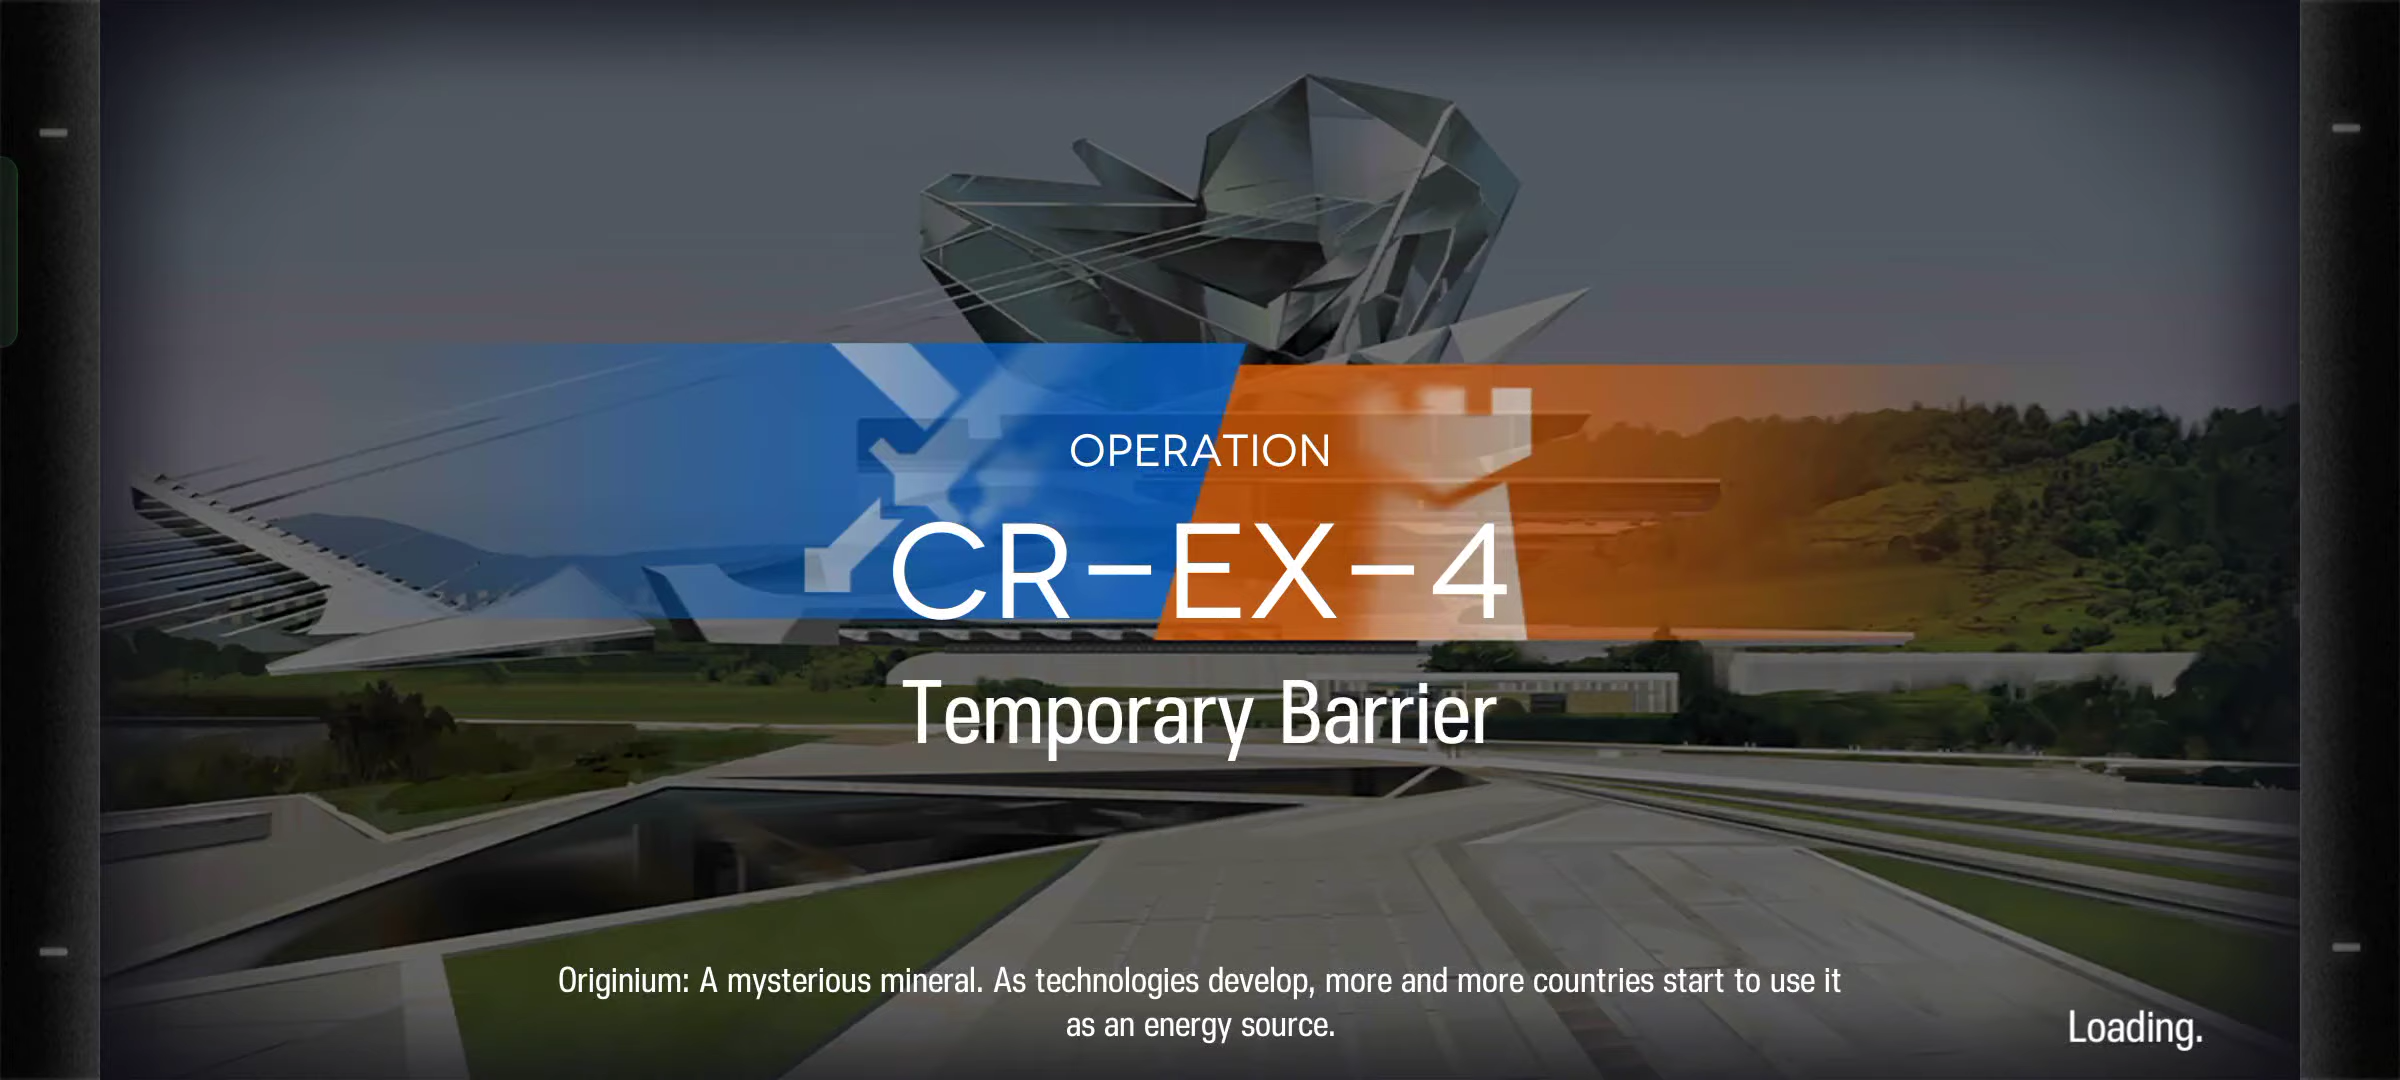 OPERATION
CR-EX-4
Temporary Barrier
Originium: A mysterious mineral. As technologies develop, more and more countries start to use it
as an energy source.
Loading.